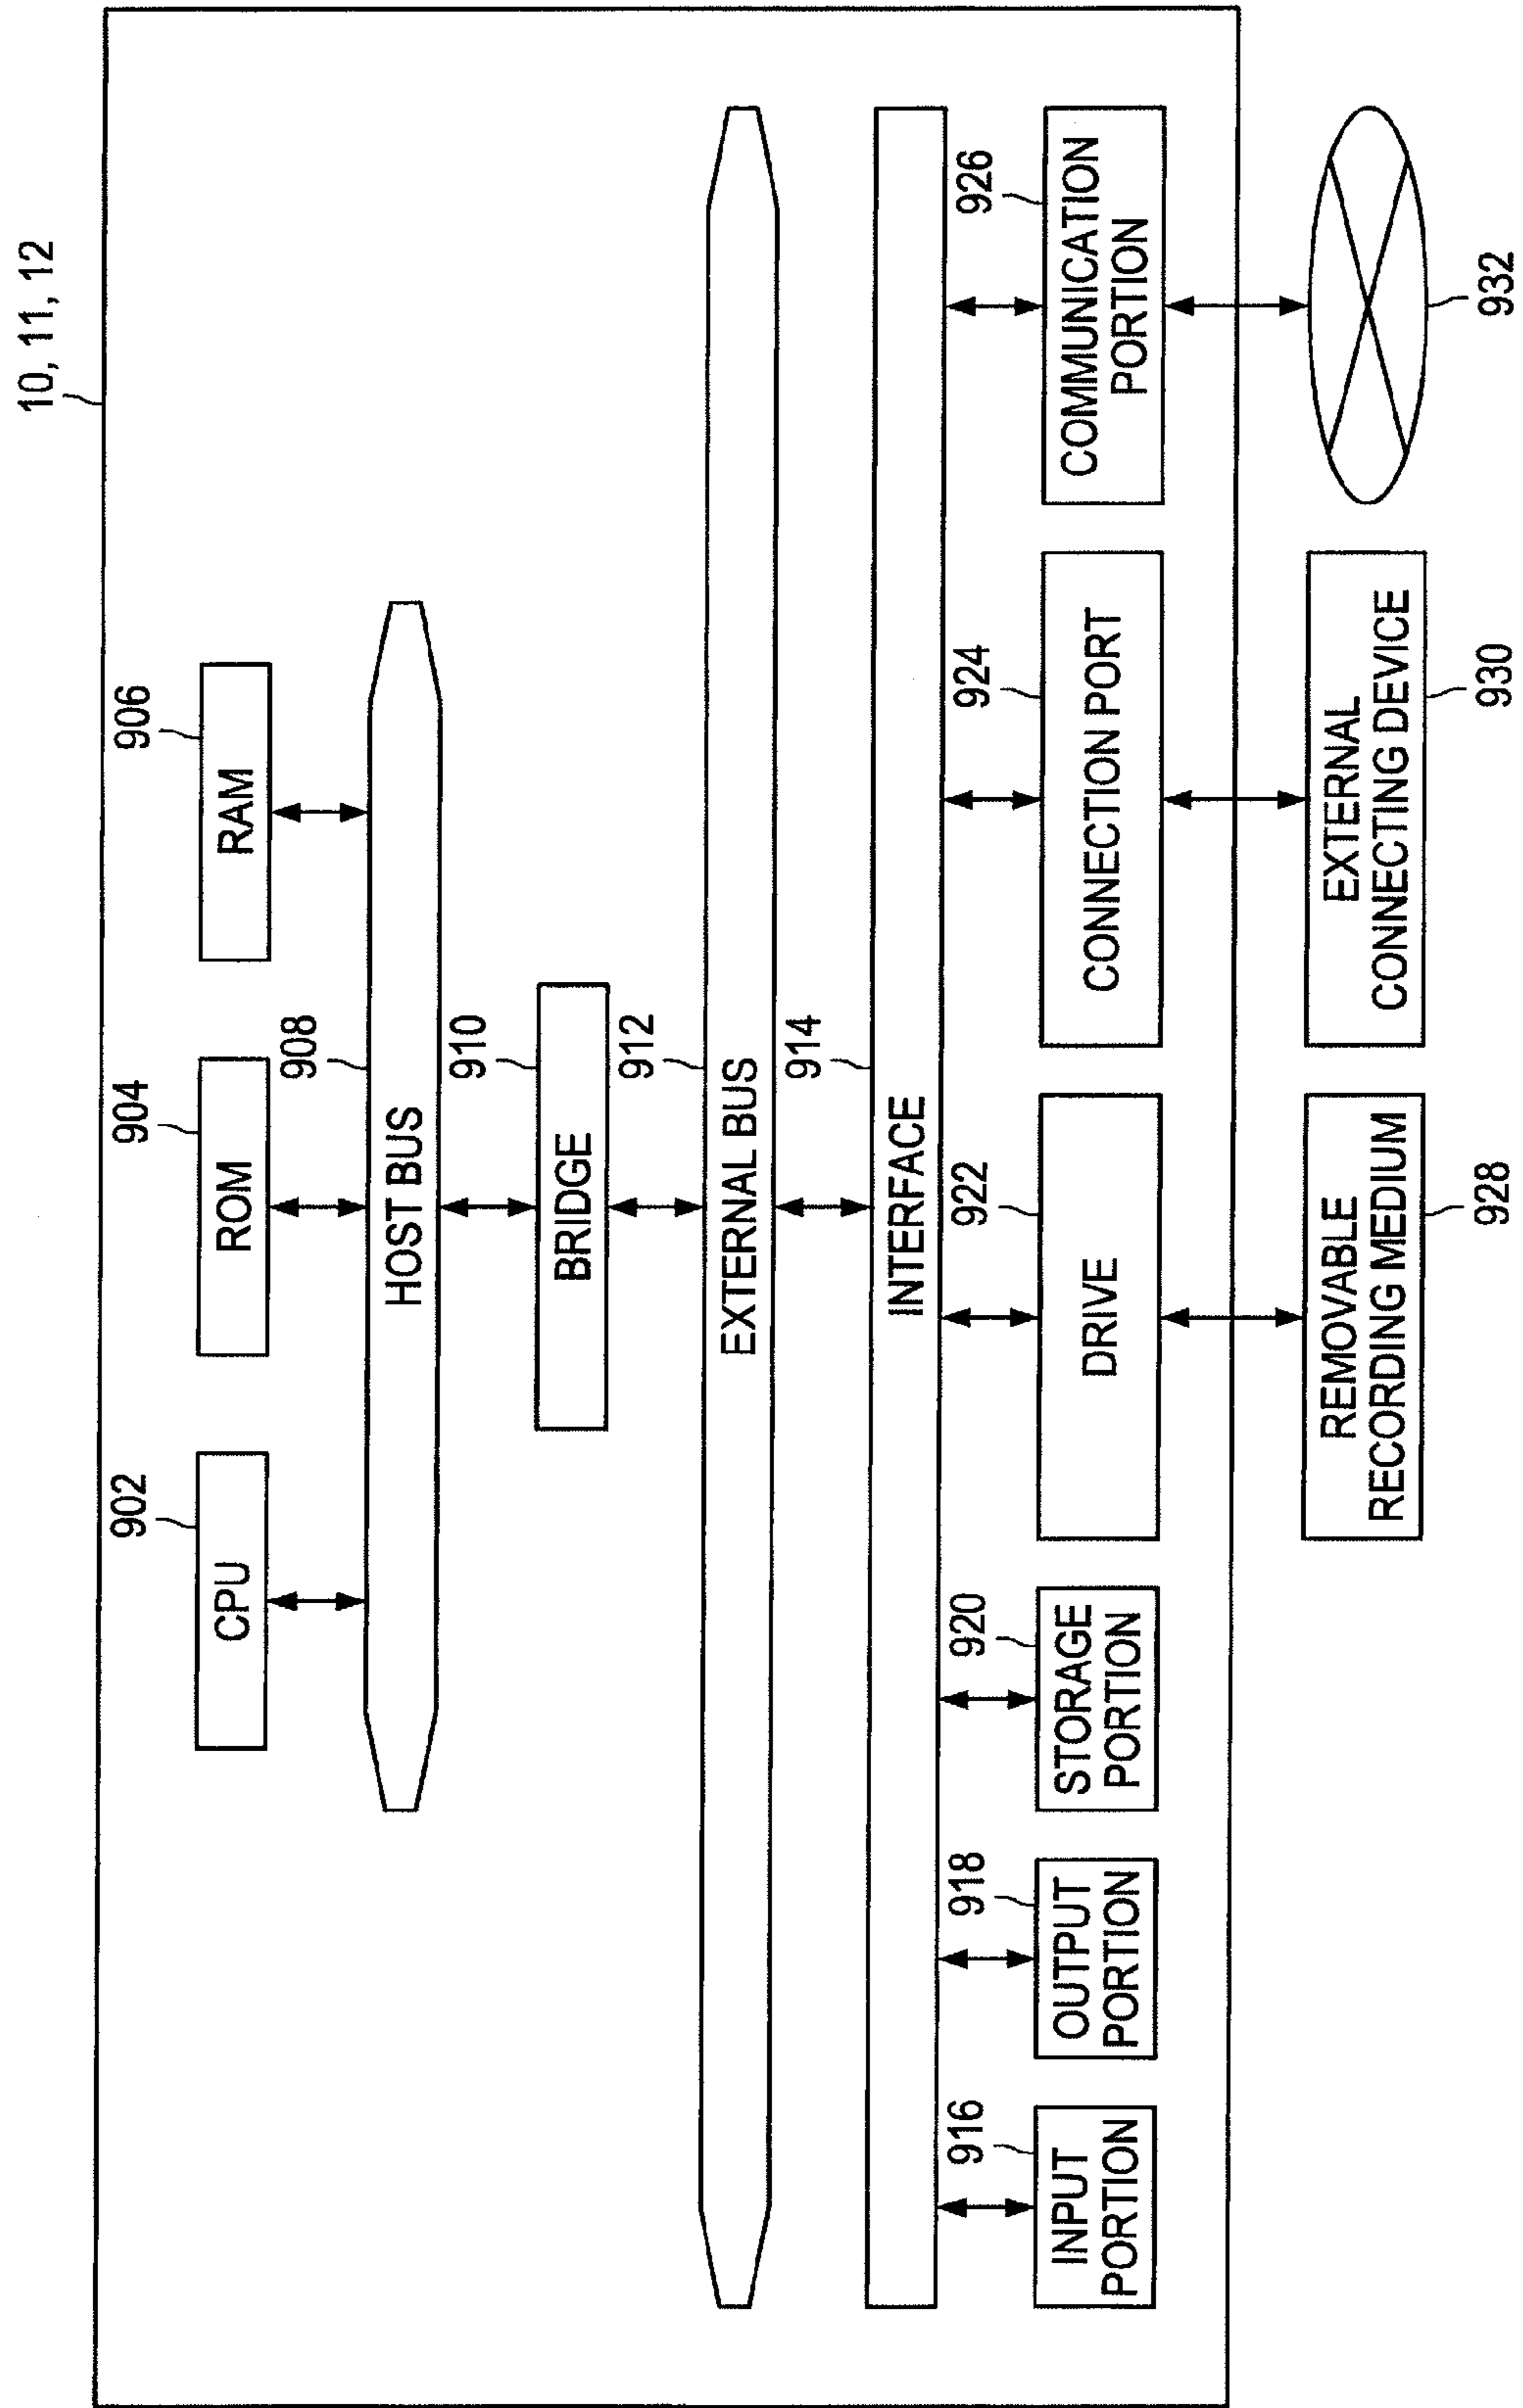 10, 11, 12
902
904
906
CPU
ROM
RAM
908
HOST BUS
910
BRIDGE
912
EXTERNAL BUS
914
INTERFACE
916
918
920
922
924
926
INPUT
PORTION
OUTPUT
PORTION
STORAGE
PORTION
DRIVE
CONNECTION PORT
COMMUNICATION
PORTION
REMOVABLE
RECORDING MEDIUM
EXTERNAL
CONNECTING DEVICE
928
930
932